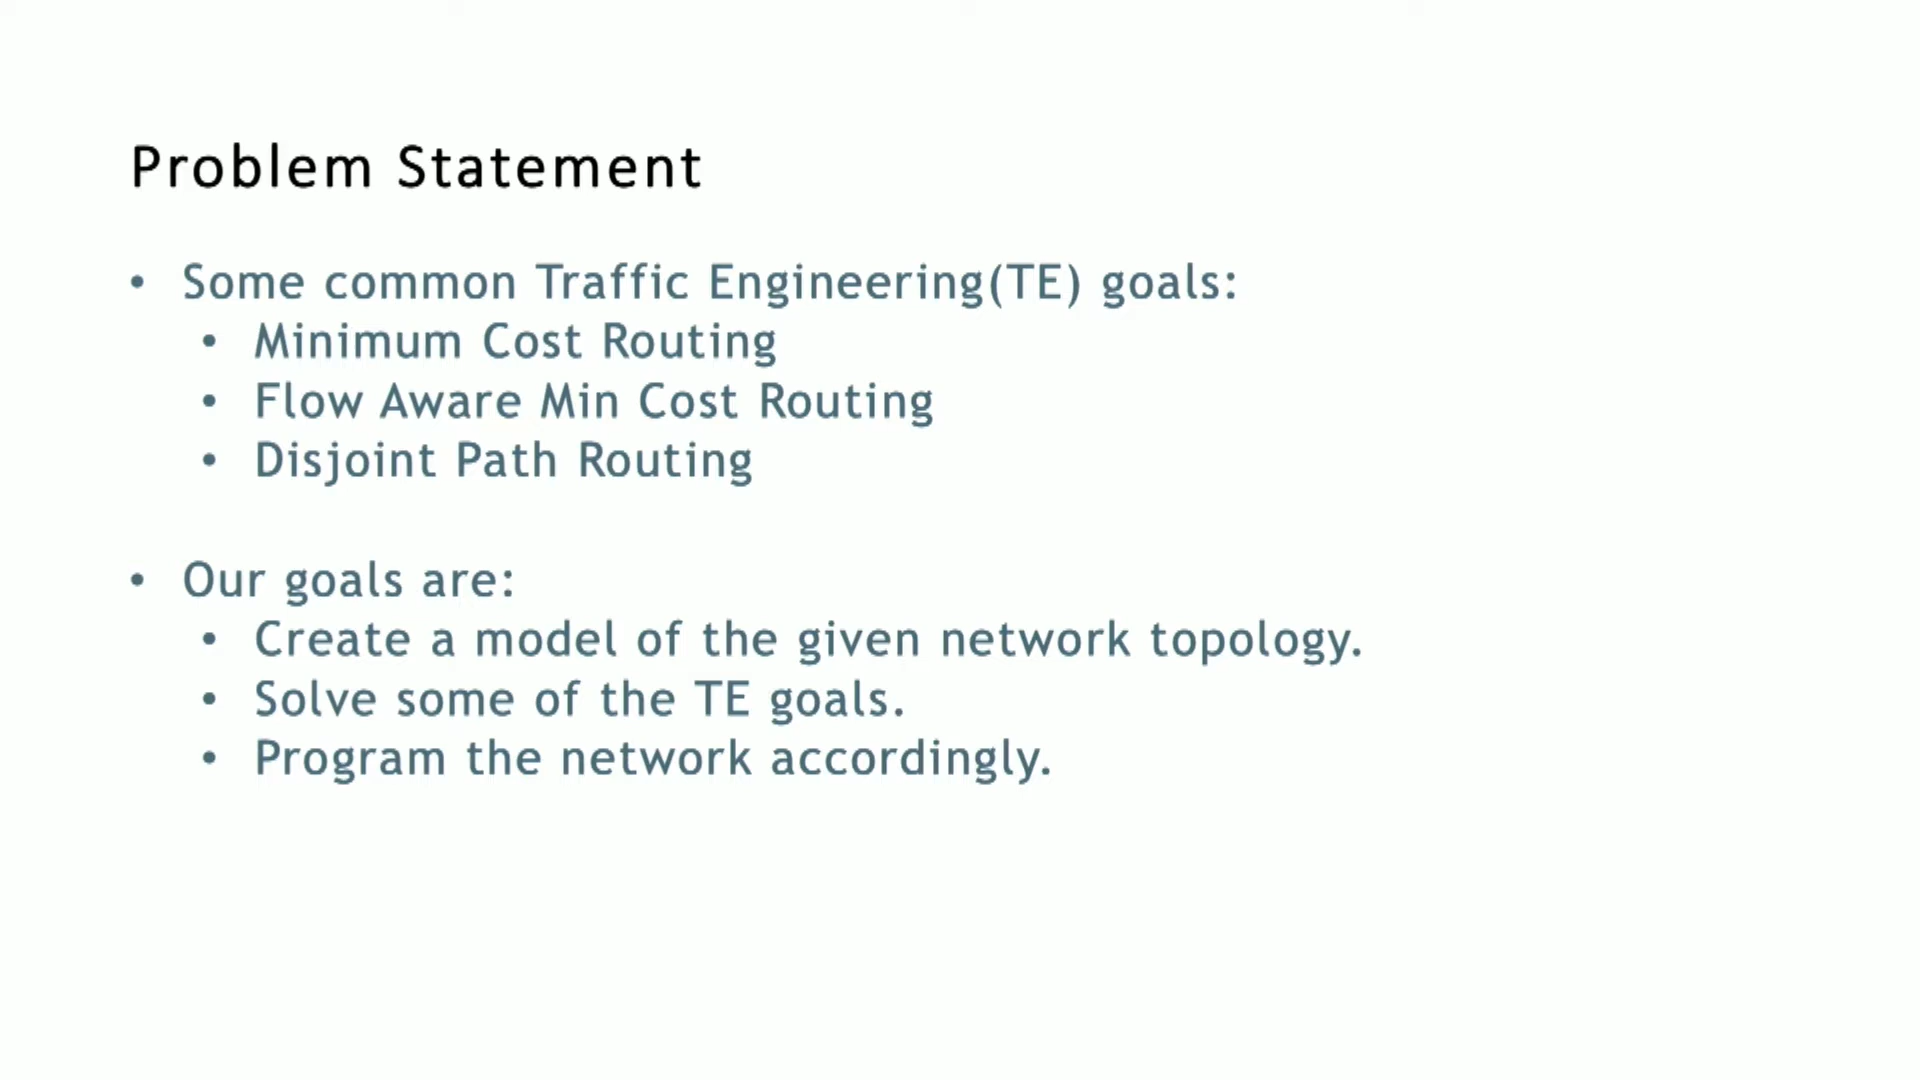 Problem Statement
• Some common Traffic Engineering(TE) goals:
• Minimum Cost Routing
• Flow Aware Min Cost Routing
• Disjoint Path Routing
• Our goals are:
• Create a model of the given network topology.
• Solve some of the TE goals.
• Program the network accordingly.